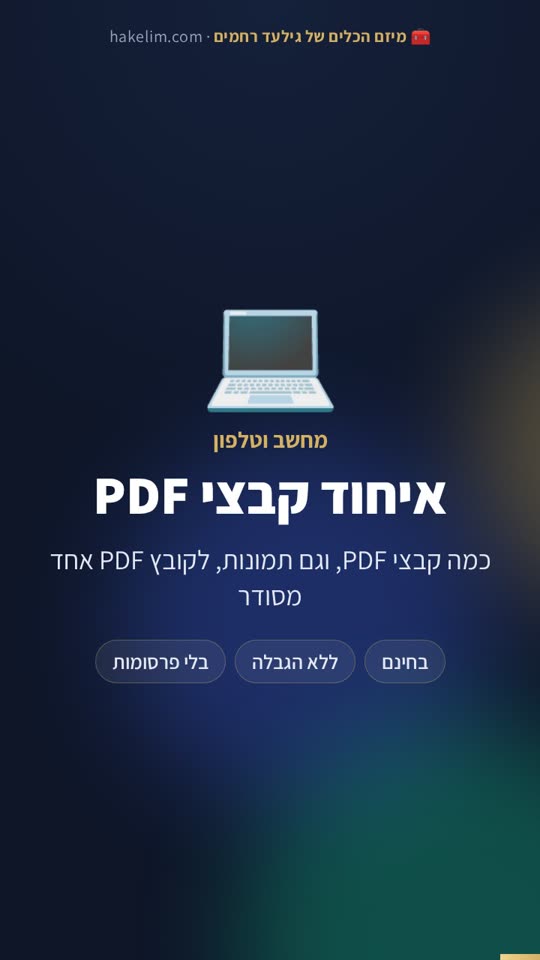 🧰 מיזם הכלים של גילעד רחמים · hakelim.com
מחשב וטלפון
איחוד קבצי PDF
כמה קבצי PDF, וגם תמונות, לקובץ PDF אחד
מסודר
בחינם
ללא הגבלה
בלי פרסומות